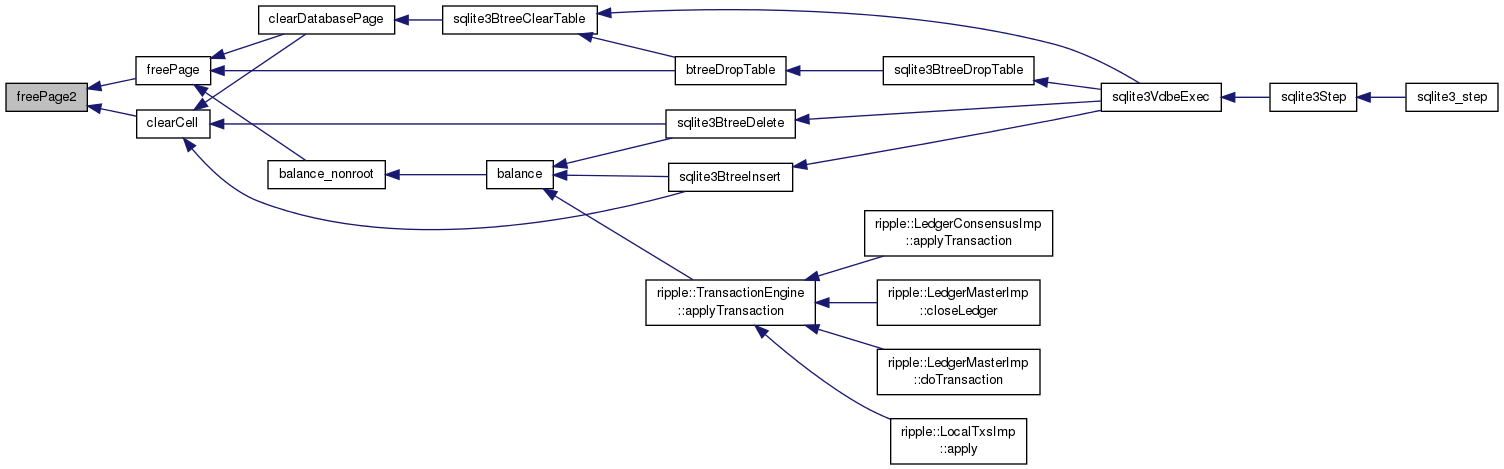 freePage2
freePage
clearCell
clearDatabasePage
balance_nonroot
sqlite3BtreeClearTable
balance
btreeDropTable
sqlite3BtreeDelete
sqlite3BtreeInsert
ripple::TransactionEngine
::applyTransaction
sqlite3BtreeDropTable
ripple::LedgerConsensusImp
::applyTransaction
ripple::LedgerMasterImp
::closeLedger
ripple::LedgerMasterImp
::doTransaction
ripple::LocalTxsImp
::apply
sqlite3VdbeExec
sqlite3Step
sqlite3_step